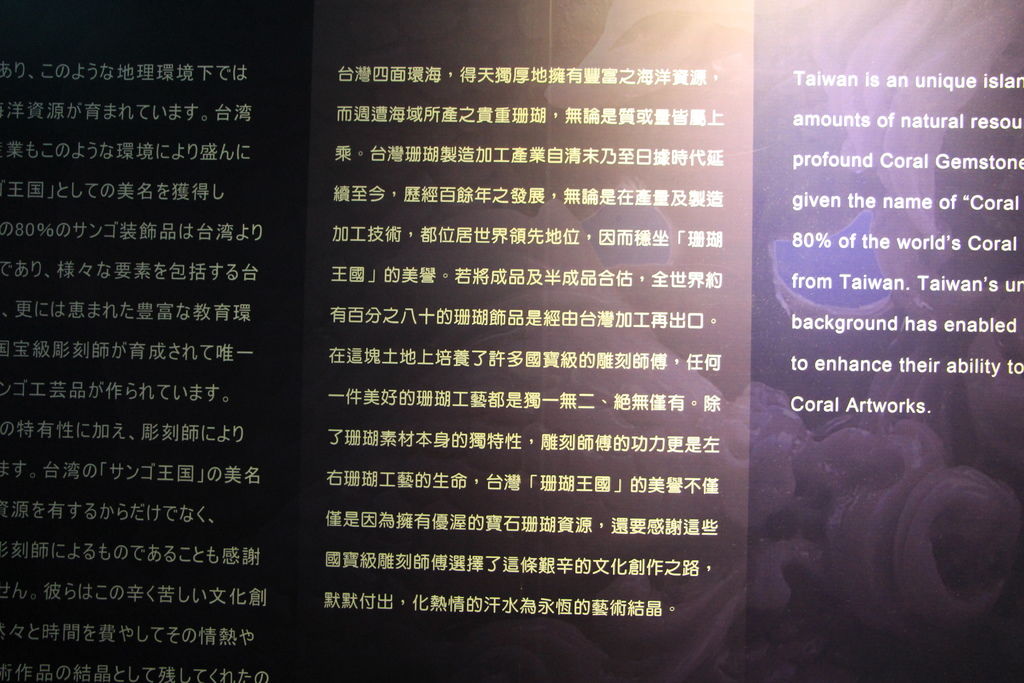 あり、このような地理環境下では
海洋資源が育まれています。台湾
業もこのような環境により盛んに
ゴ王国」としての美名を獲得し
の80%のサンゴ装飾品は台湾より
であり、様々な要素を包括する台
、更には恵まれた豊富な教育環
国宝級彫刻師が育成されて唯一
ンゴ工芸品が作られています。
の特有性に加え、彫刻師により
ます。台湾の「サンゴ王国」の美名
資源を有するからだけでなく、
彫刻師によるものであることも感謝
せん。彼らはこの辛く苦しい文化創
々と時間を費やしてその情熱や
術作品の結晶として残してくれたの
台灣四面環海，得天獨厚地擁有豐富之海洋資源，
而週遭海域所產之貴重珊瑚，無論是質或量皆屬上
乘。台灣珊瑚製造加工產業自清末乃至日據時代延
續至今，歷經百餘年之發展，無論是在產量及製造
加工技術，都位居世界領先地位，因而穩坐「珊瑚
王國」的美譽。若將成品及半成品合估，全世界約
有百分之八十的珊瑚飾品是經由台灣加工再出口。
在這塊土地上培養了許多國寶級的雕刻師傅，任何
一件美好的珊瑚工藝都是獨一無二、絕無僅有。除
了珊瑚素材本身的獨特性，雕刻師傅的功力更是左
右珊瑚工藝的生命，台灣「珊瑚王國」的美譽不僅
僅是因為擁有優渥的寶石珊瑚資源，還要感謝這些
國寶級雕刻師傅選擇了這條艱辛的文化創作之路，
默默付出，化熱情的汗水為永恆的藝術結晶。
Taiwan is an unique islan
amounts of natural resou
profound Coral Gemstone
given the name of “Coral
80% of the world’s Coral
from Taiwan. Taiwan’s un
background has enabled
to enhance their ability to
Coral Artworks.